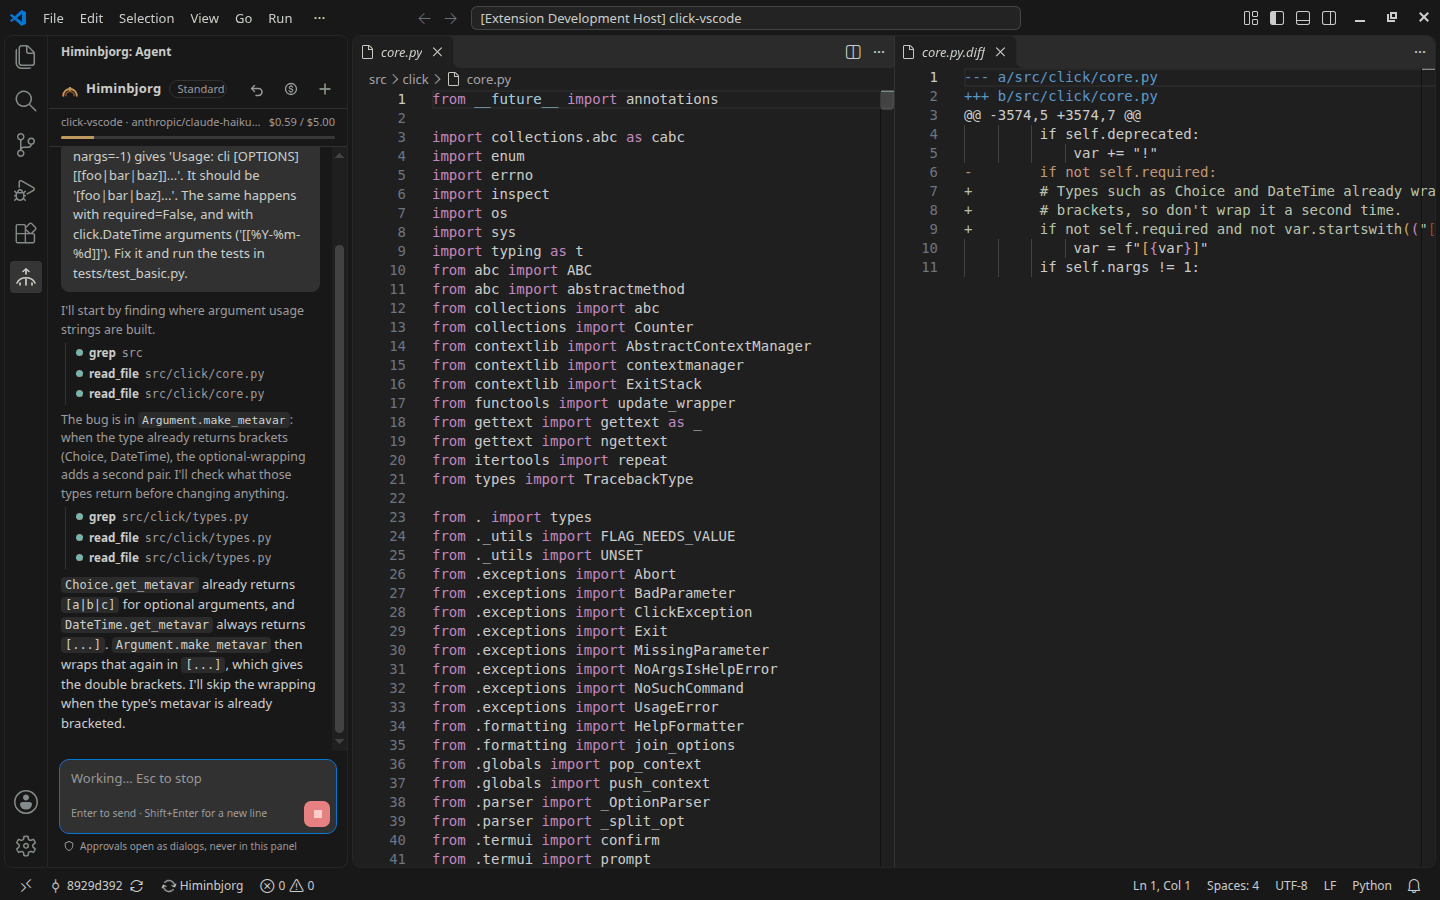 File Edit Selection View Go Run ···
[Extension Development Host] click-vscode
Himinbjorg: Agent
Himinbjorg Standard
click-vscode · anthropic/claude-haiku... $0.59 / $5.00
nargs=-1) gives 'Usage: cli [OPTIONS]
[[foo|bar|baz]]...'. It should be
'[foo|bar|baz]...'. The same happens
with required=False, and with
click.DateTime arguments ('[[%Y-%m-
%d]]'). Fix it and run the tests in
tests/test_basic.py.
I'll start by finding where argument usage
strings are built.
grep src
read_file src/click/core.py
read_file src/click/core.py
The bug is in Argument.make_metavar:
when the type already returns brackets
(Choice, DateTime), the optional-wrapping
adds a second pair. I'll check what those
types return before changing anything.
grep src/click/types.py
read_file src/click/types.py
read_file src/click/types.py
Choice.get_metavar already returns
[a|b|c] for optional arguments, and
DateTime.get_metavar always returns
[...]. Argument.make_metavar then
wraps that again in [...], which gives
the double brackets. I'll skip the wrapping
when the type's metavar is already
bracketed.
Working... Esc to stop
Enter to send · Shift+Enter for a new line
Approvals open as dialogs, never in this panel
core.py
src > click > core.py
1 from __future__ import annotations
2
3 import collections.abc as cabc
4 import enum
5 import errno
6 import inspect
7 import os
8 import sys
9 import typing as t
10 from abc import ABC
11 from abc import abstractmethod
12 from collections import abc
13 from collections import Counter
14 from contextlib import AbstractContextManager
15 from contextlib import contextmanager
16 from contextlib import ExitStack
17 from functools import update_wrapper
18 from gettext import gettext as _
19 from gettext import ngettext
20 from itertools import repeat
21 from types import TracebackType
22
23 from . import types
24 from ._utils import FLAG_NEEDS_VALUE
25 from ._utils import UNSET
26 from .exceptions import Abort
27 from .exceptions import BadParameter
28 from .exceptions import ClickException
29 from .exceptions import Exit
30 from .exceptions import MissingParameter
31 from .exceptions import NoArgsIsHelpError
32 from .exceptions import NoSuchCommand
33 from .exceptions import UsageError
34 from .formatting import HelpFormatter
35 from .formatting import join_options
36 from .globals import pop_context
37 from .globals import push_context
38 from .parser import _OptionParser
39 from .parser import _split_opt
40 from .termui import confirm
41 from .termui import prompt
core.py.diff
1 --- a/src/click/core.py
2 +++ b/src/click/core.py
3 @@ -3574,5 +3574,7 @@
4 if self.deprecated:
5 var += "!"
6 - if not self.required:
7 + # Types such as Choice and DateTime already wra
8 + # brackets, so don't wrap it a second time.
9 + if not self.required and not var.startswith(("[
10 var = f"[{var}]"
11 if self.nargs != 1:
8929d392 Himinbjorg 0 0
Ln 1, Col 1 Spaces: 4 UTF-8 LF Python